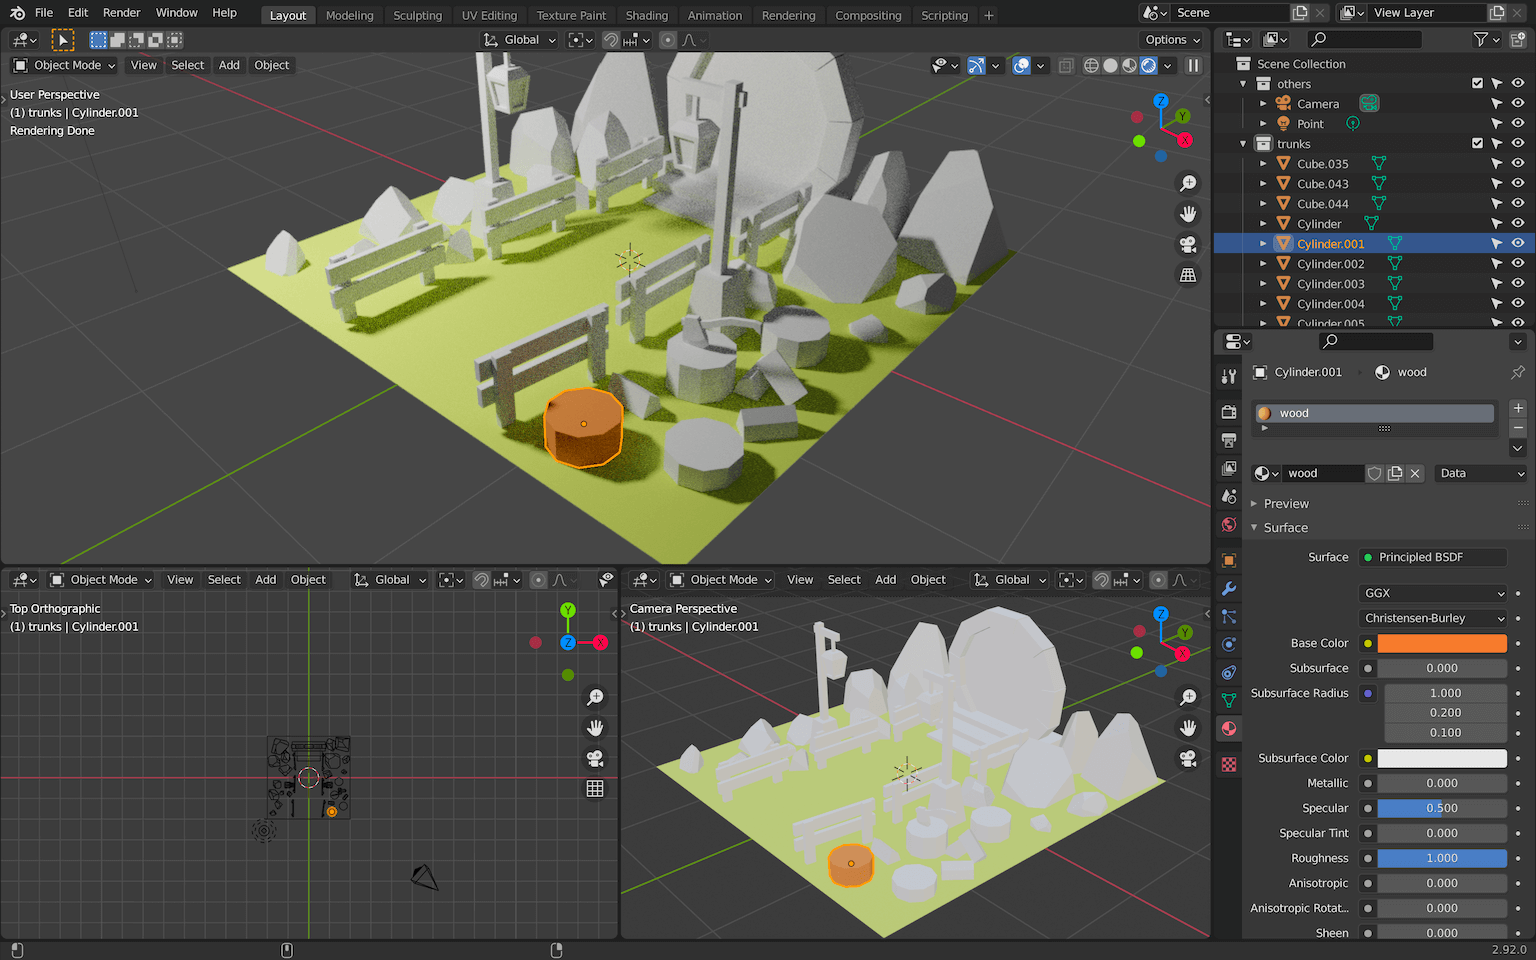 File Edit Render Window Help Layout Modeling Sculpting UV Editing Texture Paint Shading Animation Rendering Compositing Scripting + Scene View Layer
Global Options
Object Mode View Select Add Object
User Perspective
(1) trunks | Cylinder.001
Rendering Done
Z
Y
X
Scene Collection
others
Camera
Point
trunks
Cube.035
Cube.043
Cube.044
Cylinder
Cylinder.001
Cylinder.002
Cylinder.003
Cylinder.004
Cylinder.005
Cylinder.001 wood
wood
wood Data
Preview
Surface
Surface Principled BSDF
GGX
Christensen-Burley
Base Color
Subsurface 0.000
Subsurface Radius 1.000
0.200
0.100
Subsurface Color
Metallic 0.000
Specular 0.500
Specular Tint 0.000
Roughness 1.000
Anisotropic 0.000
Anisotropic Rotat... 0.000
Sheen 0.000
Object Mode View Select Add Object Global
Top Orthographic
(1) trunks | Cylinder.001
Y
Z X
Object Mode View Select Add Object Global
Camera Perspective
(1) trunks | Cylinder.001
Z
Y
X
2.92.0